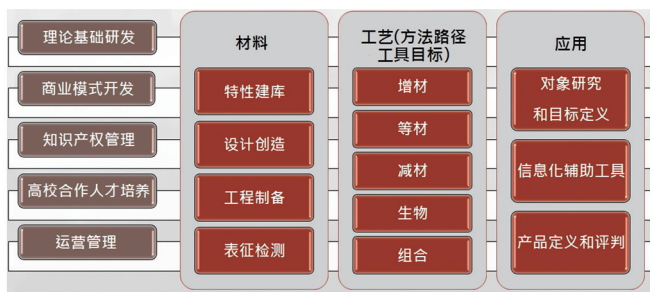 理论基础研发
商业模式开发
知识产权管理
高校合作人才培养
运营管理
材料
特性建库
设计创造
工程制备
表征检测
工艺(方法路径
工具目标)
增材
等材
减材
生物
组合
应用
对象研究
和目标定义
信息化辅助工具
产品定义和评判